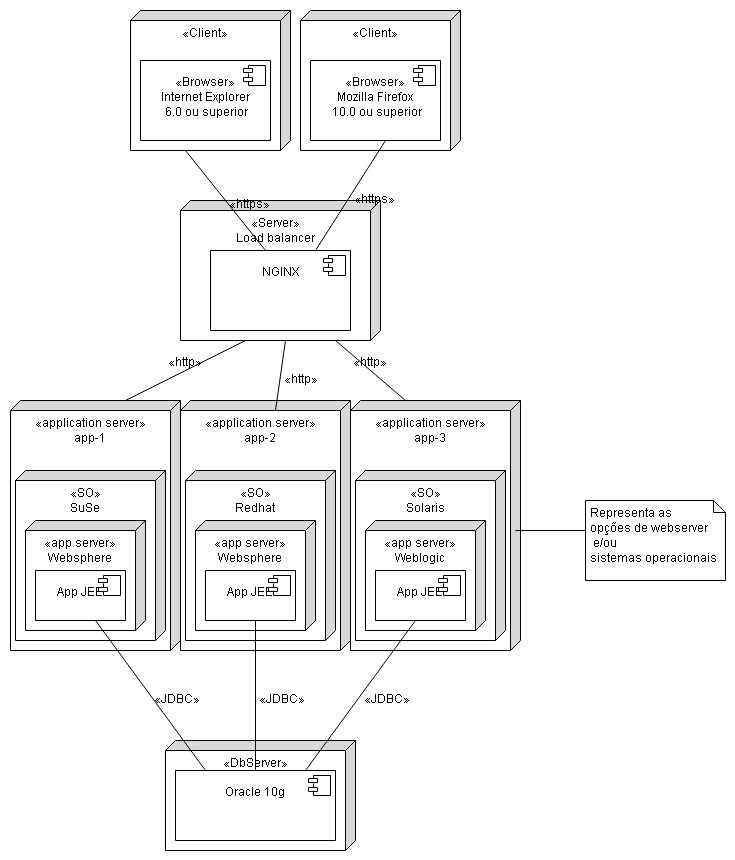 «Client»
«Client»
«Browser»
Internet Explorer
6.0 ou superior
«Browser»
Mozilla Firefox
10.0 ou superior
«https»
«https»
«Server»
Load balancer
NGINX
«http»
«http»
«http»
«application server»
app-1
«application server»
app-2
«application server»
app-3
«SO»
SuSe
«SO»
Redhat
«SO»
Solaris
«app server»
Websphere
«app server»
Websphere
«app server»
Weblogic
App JEE
App JEE
App JEE
Representa as
opções de webserver
e/ou
sistemas operacionais
«JDBC»
«JDBC»
«JDBC»
«DbServer»
Oracle 10g